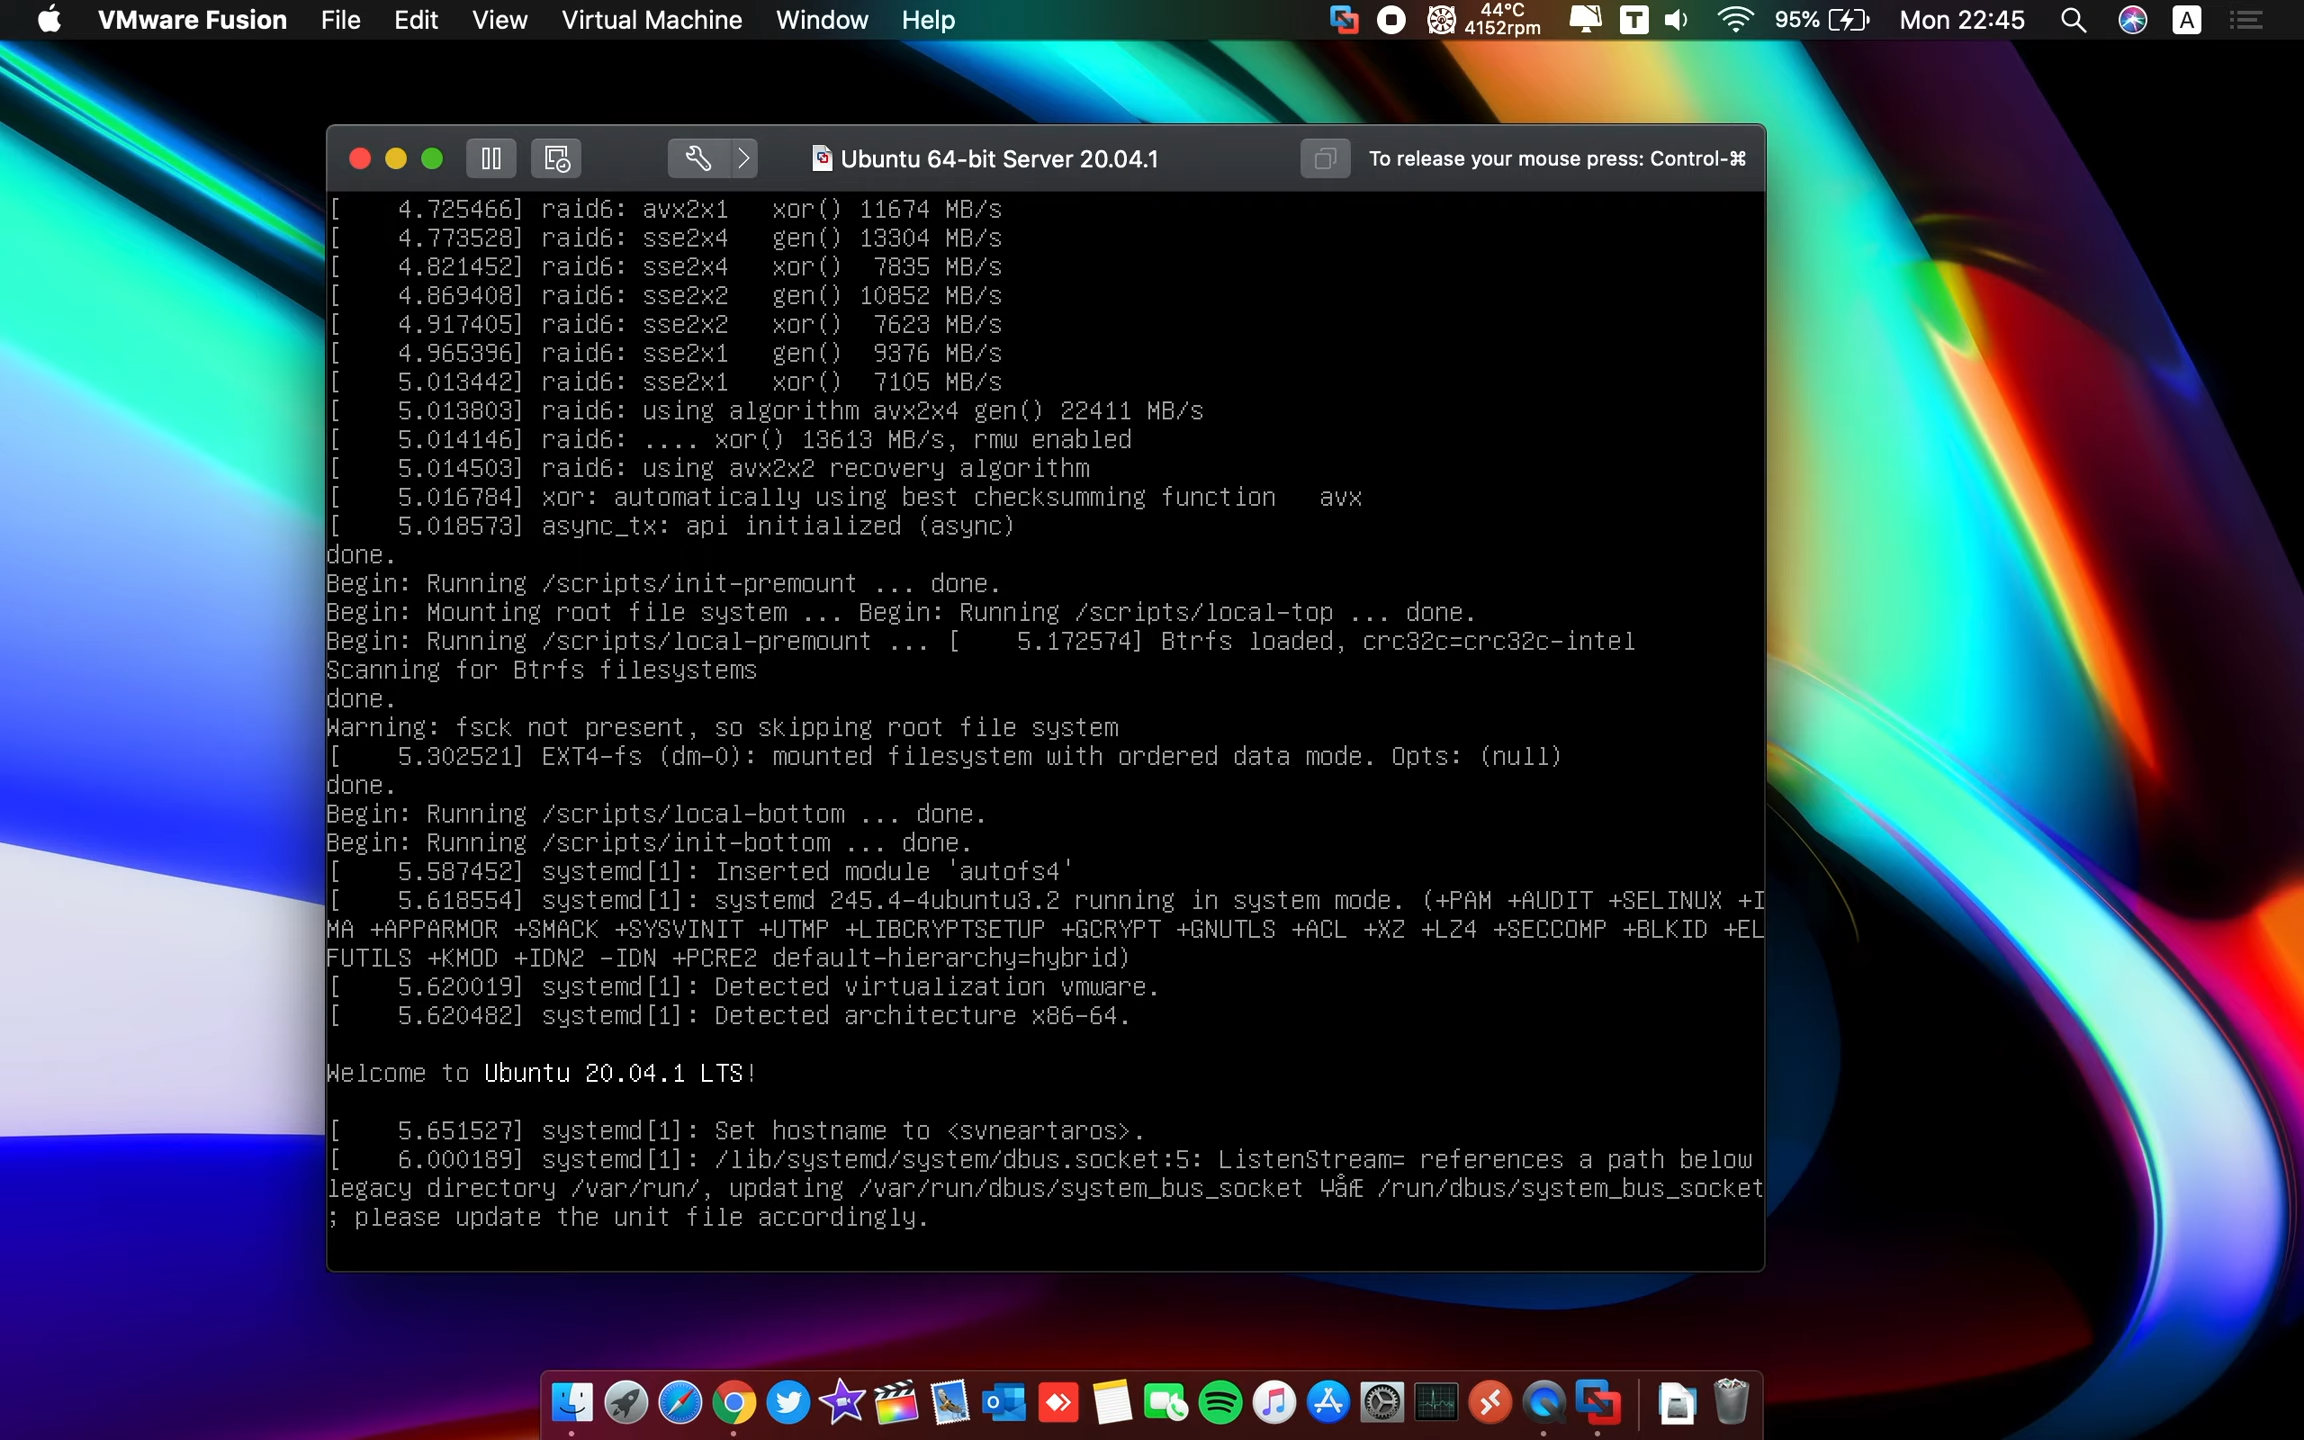 VMware Fusion File Edit View Virtual Machine Window Help 44°C 4152rpm T 95% Mon 22:45 A
Ubuntu 64-bit Server 20.04.1 To release your mouse press: Control-⌘
[    4.725466] raid6: avx2x1   xor() 11674 MB/s
[    4.773528] raid6: sse2x4   gen() 13304 MB/s
[    4.821452] raid6: sse2x4   xor()  7835 MB/s
[    4.869408] raid6: sse2x2   gen() 10852 MB/s
[    4.917405] raid6: sse2x2   xor()  7623 MB/s
[    4.965396] raid6: sse2x1   gen()  9376 MB/s
[    5.013442] raid6: sse2x1   xor()  7105 MB/s
[    5.013803] raid6: using algorithm avx2x4 gen() 22411 MB/s
[    5.014146] raid6: .... xor() 13613 MB/s, rmw enabled
[    5.014503] raid6: using avx2x2 recovery algorithm
[    5.016784] xor: automatically using best checksumming function   avx
[    5.018573] async_tx: api initialized (async)
done.
Begin: Running /scripts/init-premount ... done.
Begin: Mounting root file system ... Begin: Running /scripts/local-top ... done.
Begin: Running /scripts/local-premount ... [    5.172574] Btrfs loaded, crc32c=crc32c-intel
Scanning for Btrfs filesystems
done.
Warning: fsck not present, so skipping root file system
[    5.302521] EXT4-fs (dm-0): mounted filesystem with ordered data mode. Opts: (null)
done.
Begin: Running /scripts/local-bottom ... done.
Begin: Running /scripts/init-bottom ... done.
[    5.587452] systemd[1]: Inserted module 'autofs4'
[    5.618554] systemd[1]: systemd 245.4-4ubuntu3.2 running in system mode. (+PAM +AUDIT +SELINUX +I
MA +APPARMOR +SMACK +SYSVINIT +UTMP +LIBCRYPTSETUP +GCRYPT +GNUTLS +ACL +XZ +LZ4 +SECCOMP +BLKID +EL
FUTILS +KMOD +IDN2 -IDN +PCRE2 default-hierarchy=hybrid)
[    5.620019] systemd[1]: Detected virtualization vmware.
[    5.620482] systemd[1]: Detected architecture x86-64.
Welcome to Ubuntu 20.04.1 LTS!
[    5.651527] systemd[1]: Set hostname to <svneartaros>.
[    6.000189] systemd[1]: /lib/systemd/system/dbus.socket:5: ListenStream= references a path below
legacy directory /var/run/, updating /var/run/dbus/system_bus_socket /run/dbus/system_bus_socket
; please update the unit file accordingly.